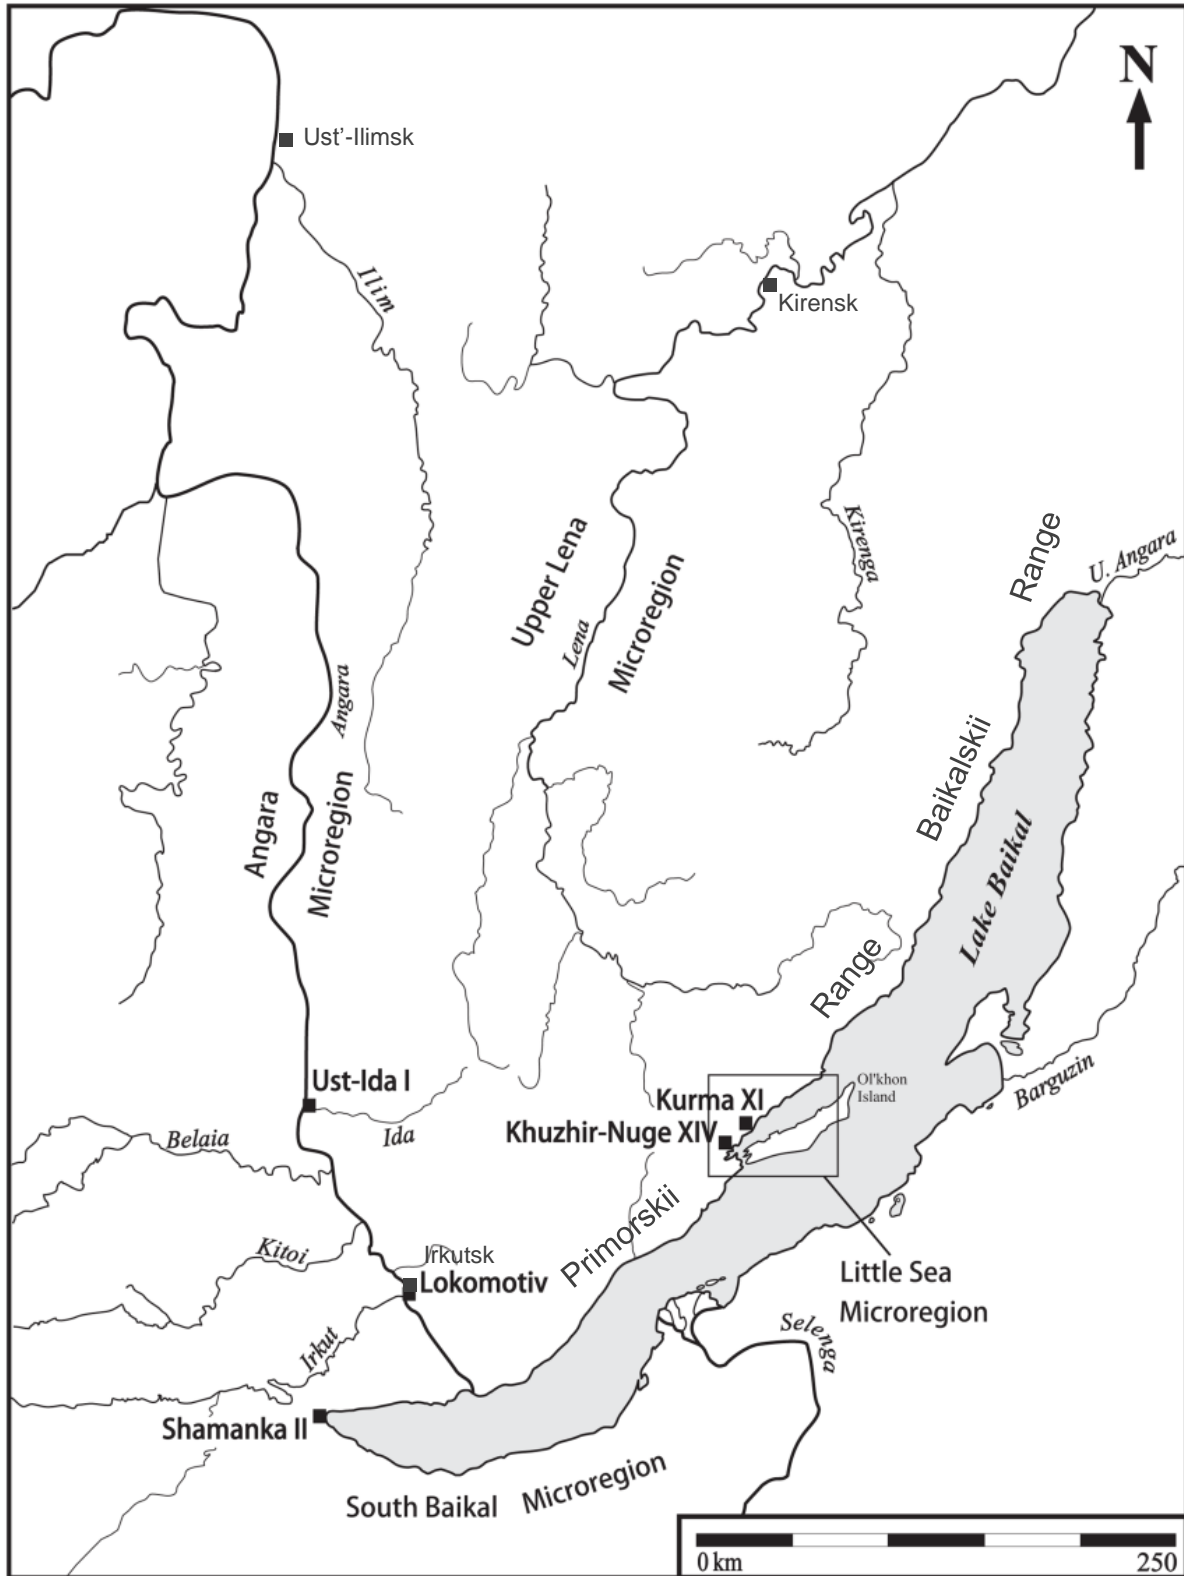 N
Ust’-Ilimsk
Ilim
Kirensk
Kirenga
Upper Lena
Lena
Microregion
Range
U. Angara
Angara
Baikalskii
Angara
Microregion
Lake Baikal
Range
Ust-Ida I
Ida
Belaia
Kurma XI
Khuzhir-Nuge XIV
Ol'khon
Island
Barguzin
Primorskii
Kitoi
Irkutsk
Lokomotiv
Little Sea
Microregion
Irkut
Selenga
Shamanka II
South Baikal Microregion
0 km 250